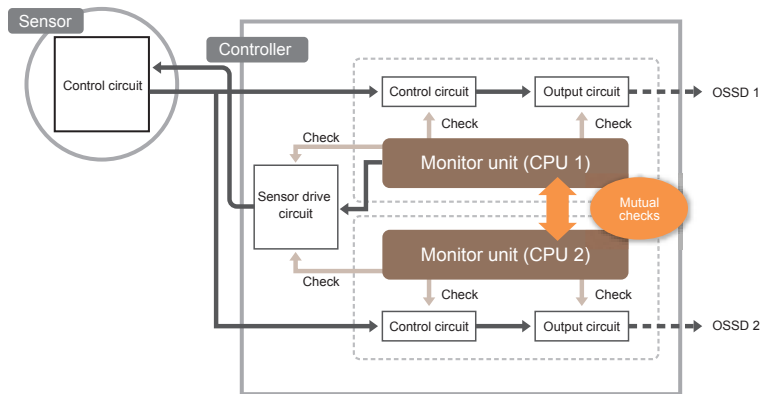 Sensor
Controller
Control circuit
Control circuit
Output circuit
OSSD 1
Check
Check
Check
Monitor unit (CPU 1)
Sensor drive
circuit
Mutual
checks
Monitor unit (CPU 2)
Check
Check
Check
Control circuit
Output circuit
OSSD 2